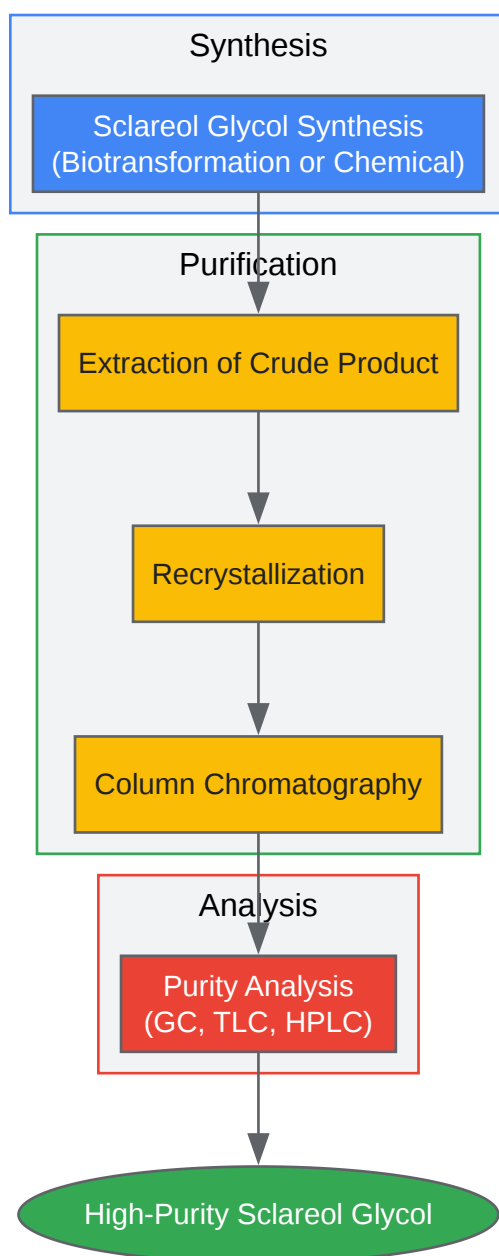 Synthesis
Sclareol Glycol Synthesis
(Biotransformation or Chemical)
Purification
Extraction of Crude Product
Recrystallization
Column Chromatography
Analysis
Purity Analysis
(GC, TLC, HPLC)
High-Purity Sclareol Glycol